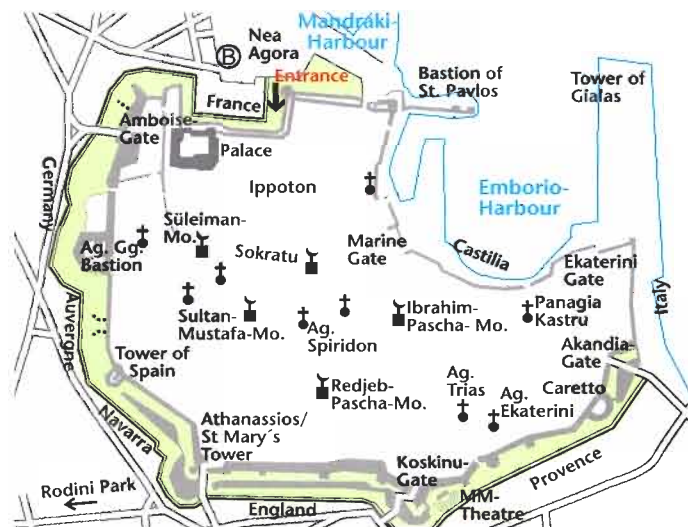 Mandráki-
Harbour
Nea
Agora
B
Entrance
Bastion of
St. Pavlos
Tower of
Gialas
France
Amboise-
Gate
Palace
Germany
Ippoton
Emborio-
Harbour
Süleiman-
Mo.
Ag. Gg.
Bastion
Sokratu
Marine
Gate
Castilia
Ekaterini
Gate
Italy
Auvergne
Sultan-
Mustafa-Mo.
Ag.
Spiridon
Ibrahim-
Pascha- Mo.
Panagia
Kastru
Akandia-
Gate
Tower of
Spain
Redjeb-
Pascha-Mo.
Ag.
Trias
Ag.
Ekaterini
Caretto
Navarra
Athanassios/
St Mary´s
Tower
Koskinu-
Gate
Provence
Rodini Park
England
MM-
Theatre